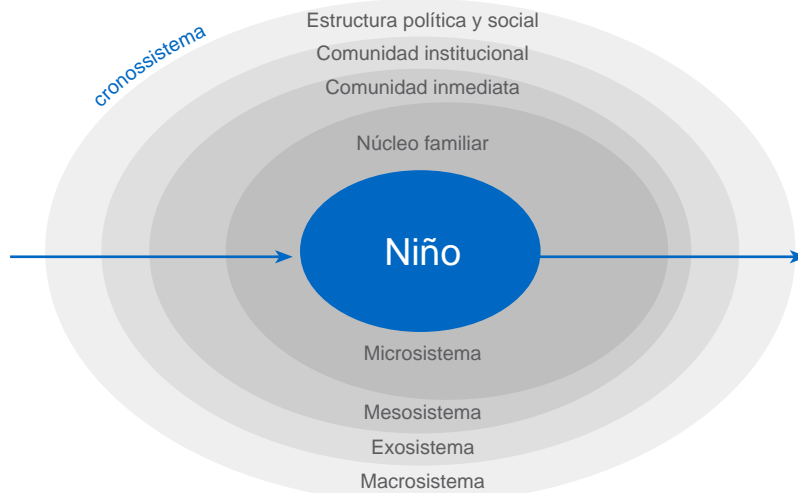 Estructura política y social
cronossistema
Comunidad institucional
Comunidad inmediata
Núcleo familiar
Niño
Microsistema
Mesosistema
Exosistema
Macrosistema